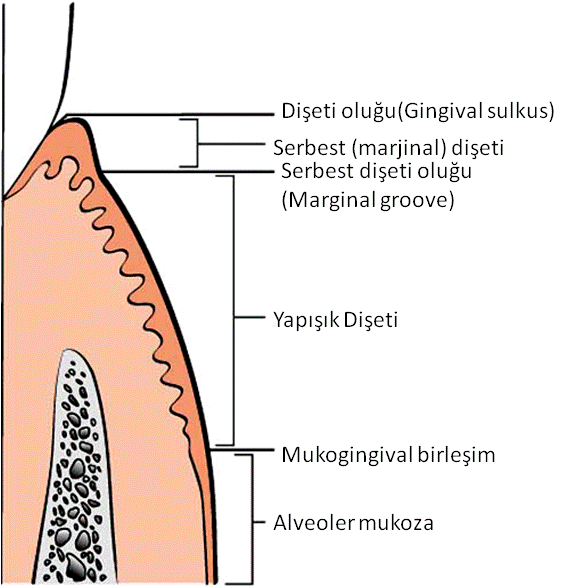 Dişeti oluğu(Gingival sulkus)
Serbest (marjinal) dişeti
Serbest dişeti oluğu
(Marginal groove)
Yapışık Dişeti
Mukogingival birleşim
Alveoler mukoza